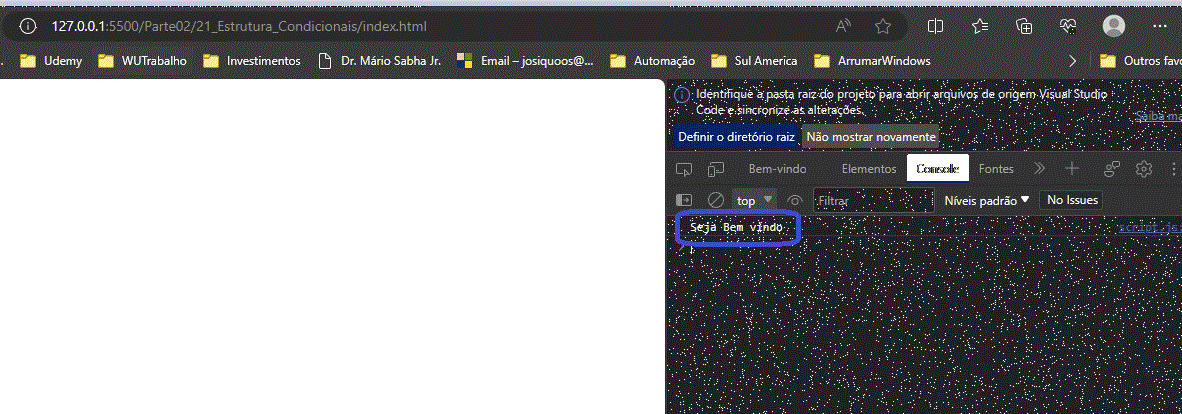 127.0.0.1:5500/Parte02/21_Estrutura_Condicionais/index.html
Udemy WUTrabalho Investimentos Dr. Mário Sabha Jr. Email – josiquoos@... Automação Sul America ArrumarWindows Outros favo
Identifique a pasta raiz do projeto para abrir arquivos de origem Visual Studio
Code e sincronize as alterações.
Saiba ma
Definir o diretório raiz Não mostrar novamente
Bem-vindo Elementos Console Fontes
top Filtrar Níveis padrão No Issues
Seja Bem vindo script.js: